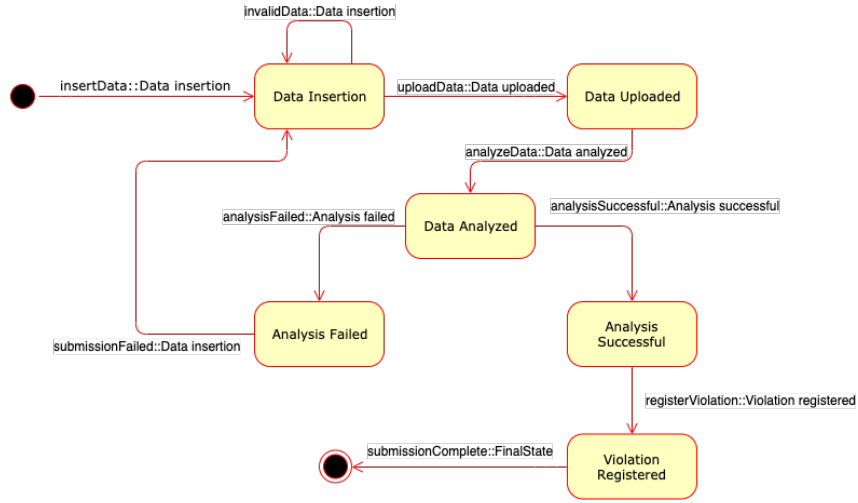 invalidData::Data insertion
insertData::Data insertion
Data Insertion
uploadData::Data uploaded
Data Uploaded
analyzeData::Data analyzed
analysisFailed::Analysis failed
Data Analyzed
analysisSuccessful::Analysis successful
submissionFailed::Data insertion
Analysis Failed
Analysis
Successful
registerViolation::Violation registered
submissionComplete::FinalState
Violation
Registered